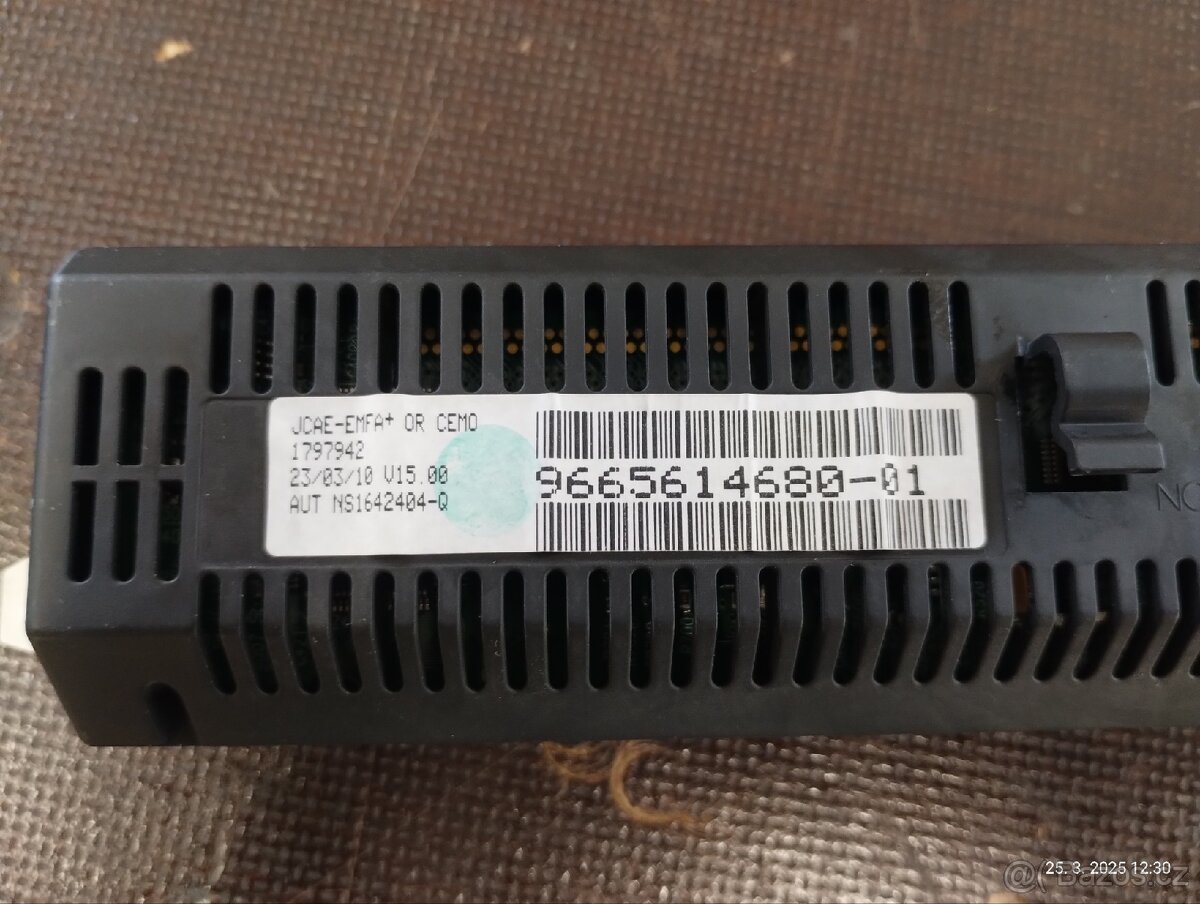 JCAE-EMFA+ OR CEMO
1797942
23/03/10 V15.00
AUT NS1642404-Q
9665614680-01
NO
25. 3. 2025 12:30
@ Bazos.cz